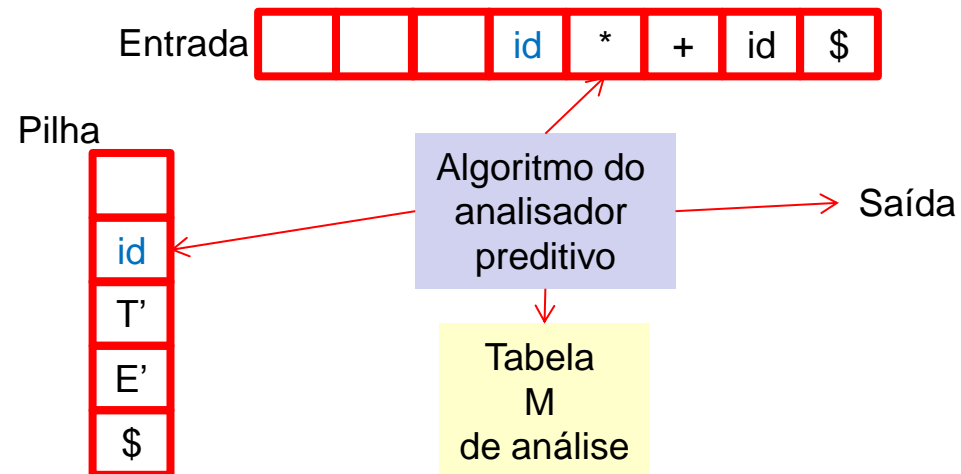 Entrada id * + id $
Pilha
Algoritmo do
analisador
preditivo
Saída
id
T’
E’
$
Tabela
M
de análise